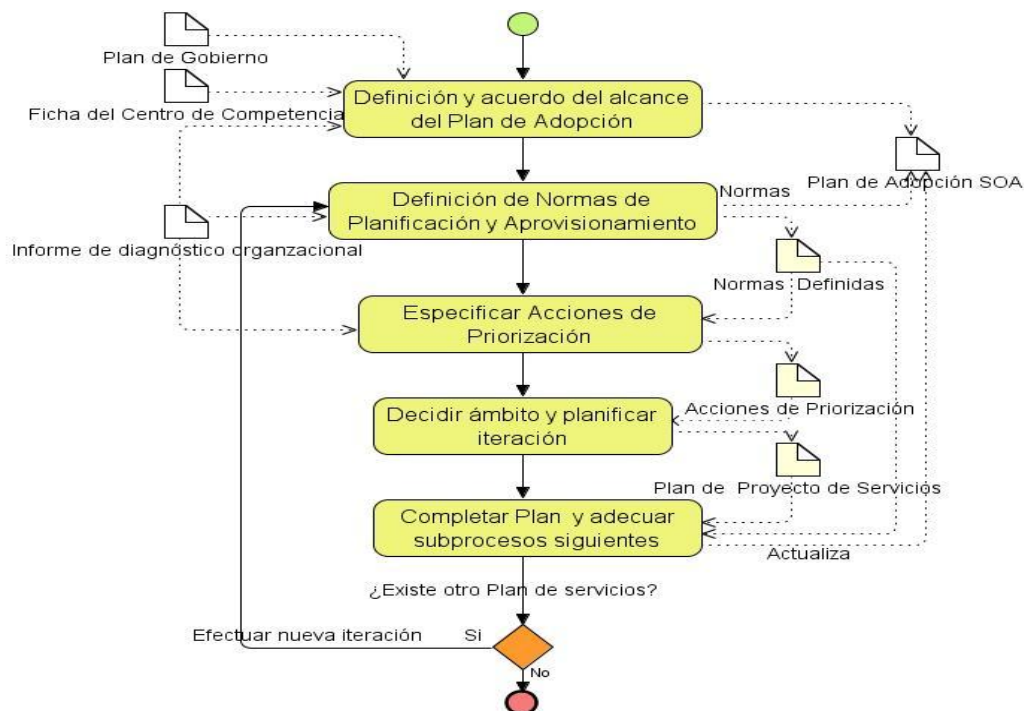 Plan de Gobierno
Ficha del Centro de Competencia
Definición y acuerdo del alcance
del Plan de Adopción
Plan de Adopción SOA
Definición de Normas de
Planificación y Aprovisionamiento
Normas
Informe de diagnóstico organzacional
Normas Definidas
Especificar Acciones de
Priorización
Acciones de Priorización
Decidir ámbito y planificar
iteración
Plan de Proyecto de Servicios
Completar Plan y adecuar
subprocesos siguientes
Actualiza
¿Existe otro Plan de servicios?
Efectuar nueva iteración
Si
No